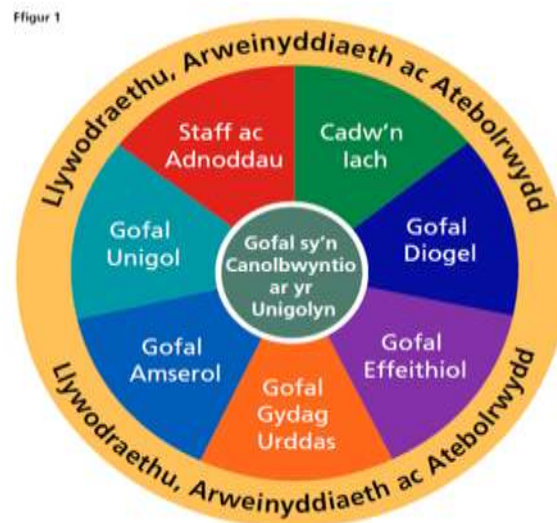 Ffigur 1
Llywodraethu, Arweinyddiaeth ac Atebolrwydd
Staff ac
Adnoddau
Cadw'n
Iach
Gofal
Unigol
Gofal sy'n
Canolbwyntio
ar yr
Unigolyn
Gofal
Diogel
Gofal
Amserol
Gofal
Gydag
Urddas
Gofal
Effeithiol
Llywodraethu, Arweinyddiaeth ac Atebolrwydd